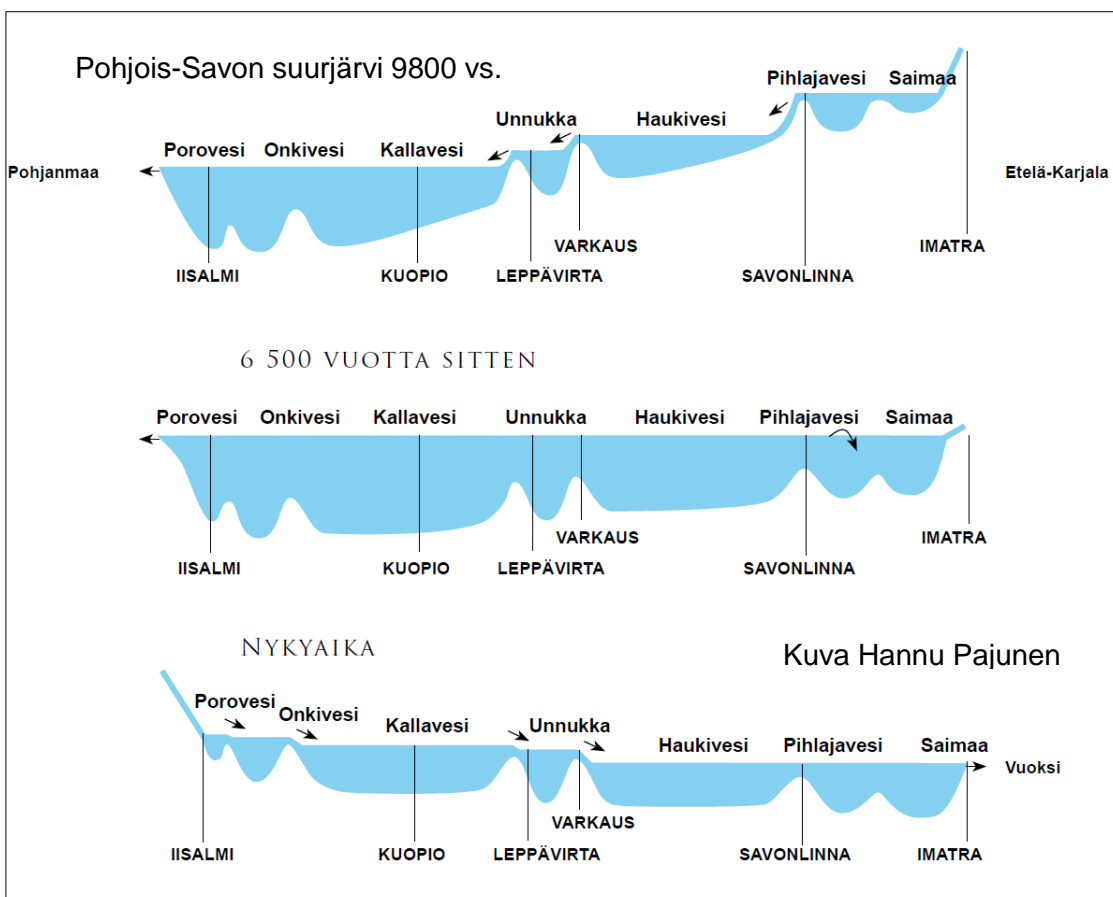 Pohjois-Savon suurjärvi 9800 vs.
Pihlajavesi Saimaa
Unnukka Haukivesi
Porovesi Onkivesi Kallavesi
Pohjanmaa Etelä-Karjala
VARKAUS IMATRA
IISALMI KUOPIO LEPPÄVIRTA SAVONLINNA
6 500 VUOTTA SITTEN
Porovesi Onkivesi Kallavesi Unnukka Haukivesi Pihlajavesi Saimaa
VARKAUS IMATRA
IISALMI KUOPIO LEPPÄVIRTA SAVONLINNA
NYKYAIKA
Kuva Hannu Pajunen
Porovesi
Onkivesi Kallavesi Unnukka
Haukivesi Pihlajavesi Saimaa
Vuoksi
VARKAUS
IISALMI KUOPIO LEPPÄVIRTA SAVONLINNA IMATRA